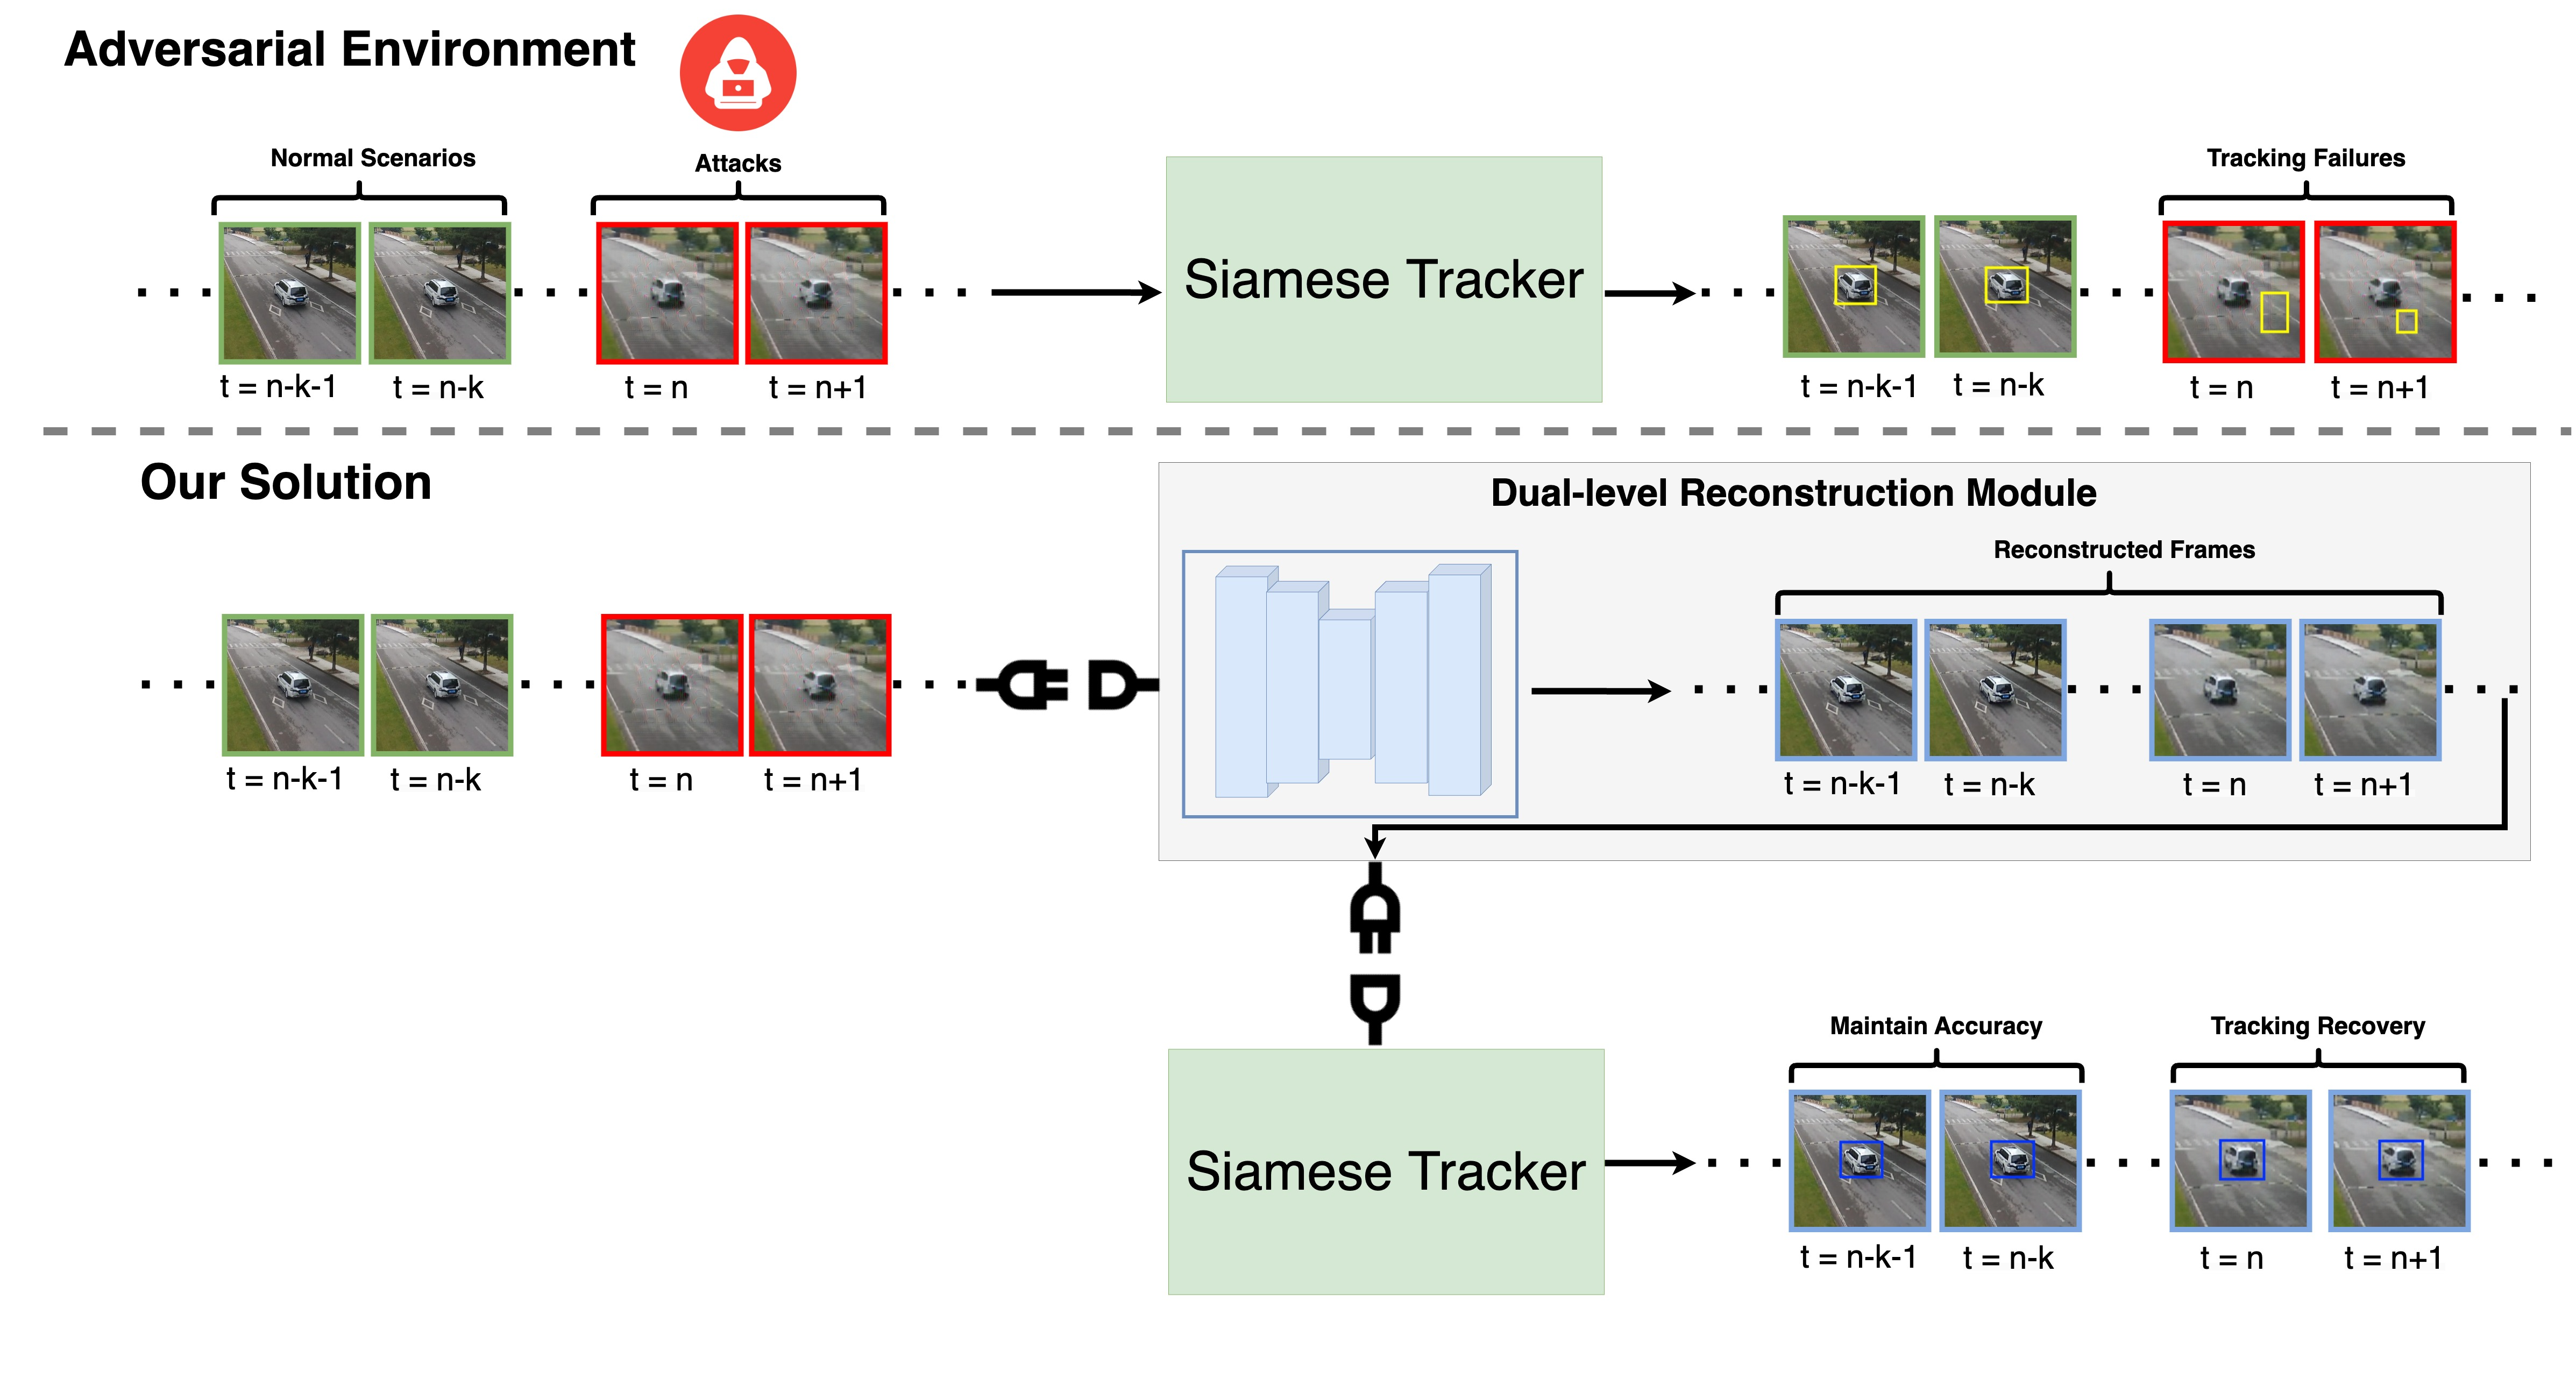 Adversarial Environment
Normal Scenarios
Attacks
Tracking Failures
Siamese Tracker
t = n-k-1
t = n-k
t = n
t = n+1
t = n-k-1
t = n-k
t = n
t = n+1
Our Solution
Dual-level Reconstruction Module
Reconstructed Frames
t = n-k-1
t = n-k
t = n
t = n+1
t = n-k-1
t = n-k
t = n
t = n+1
Maintain Accuracy
Tracking Recovery
Siamese Tracker
t = n-k-1
t = n-k
t = n
t = n+1